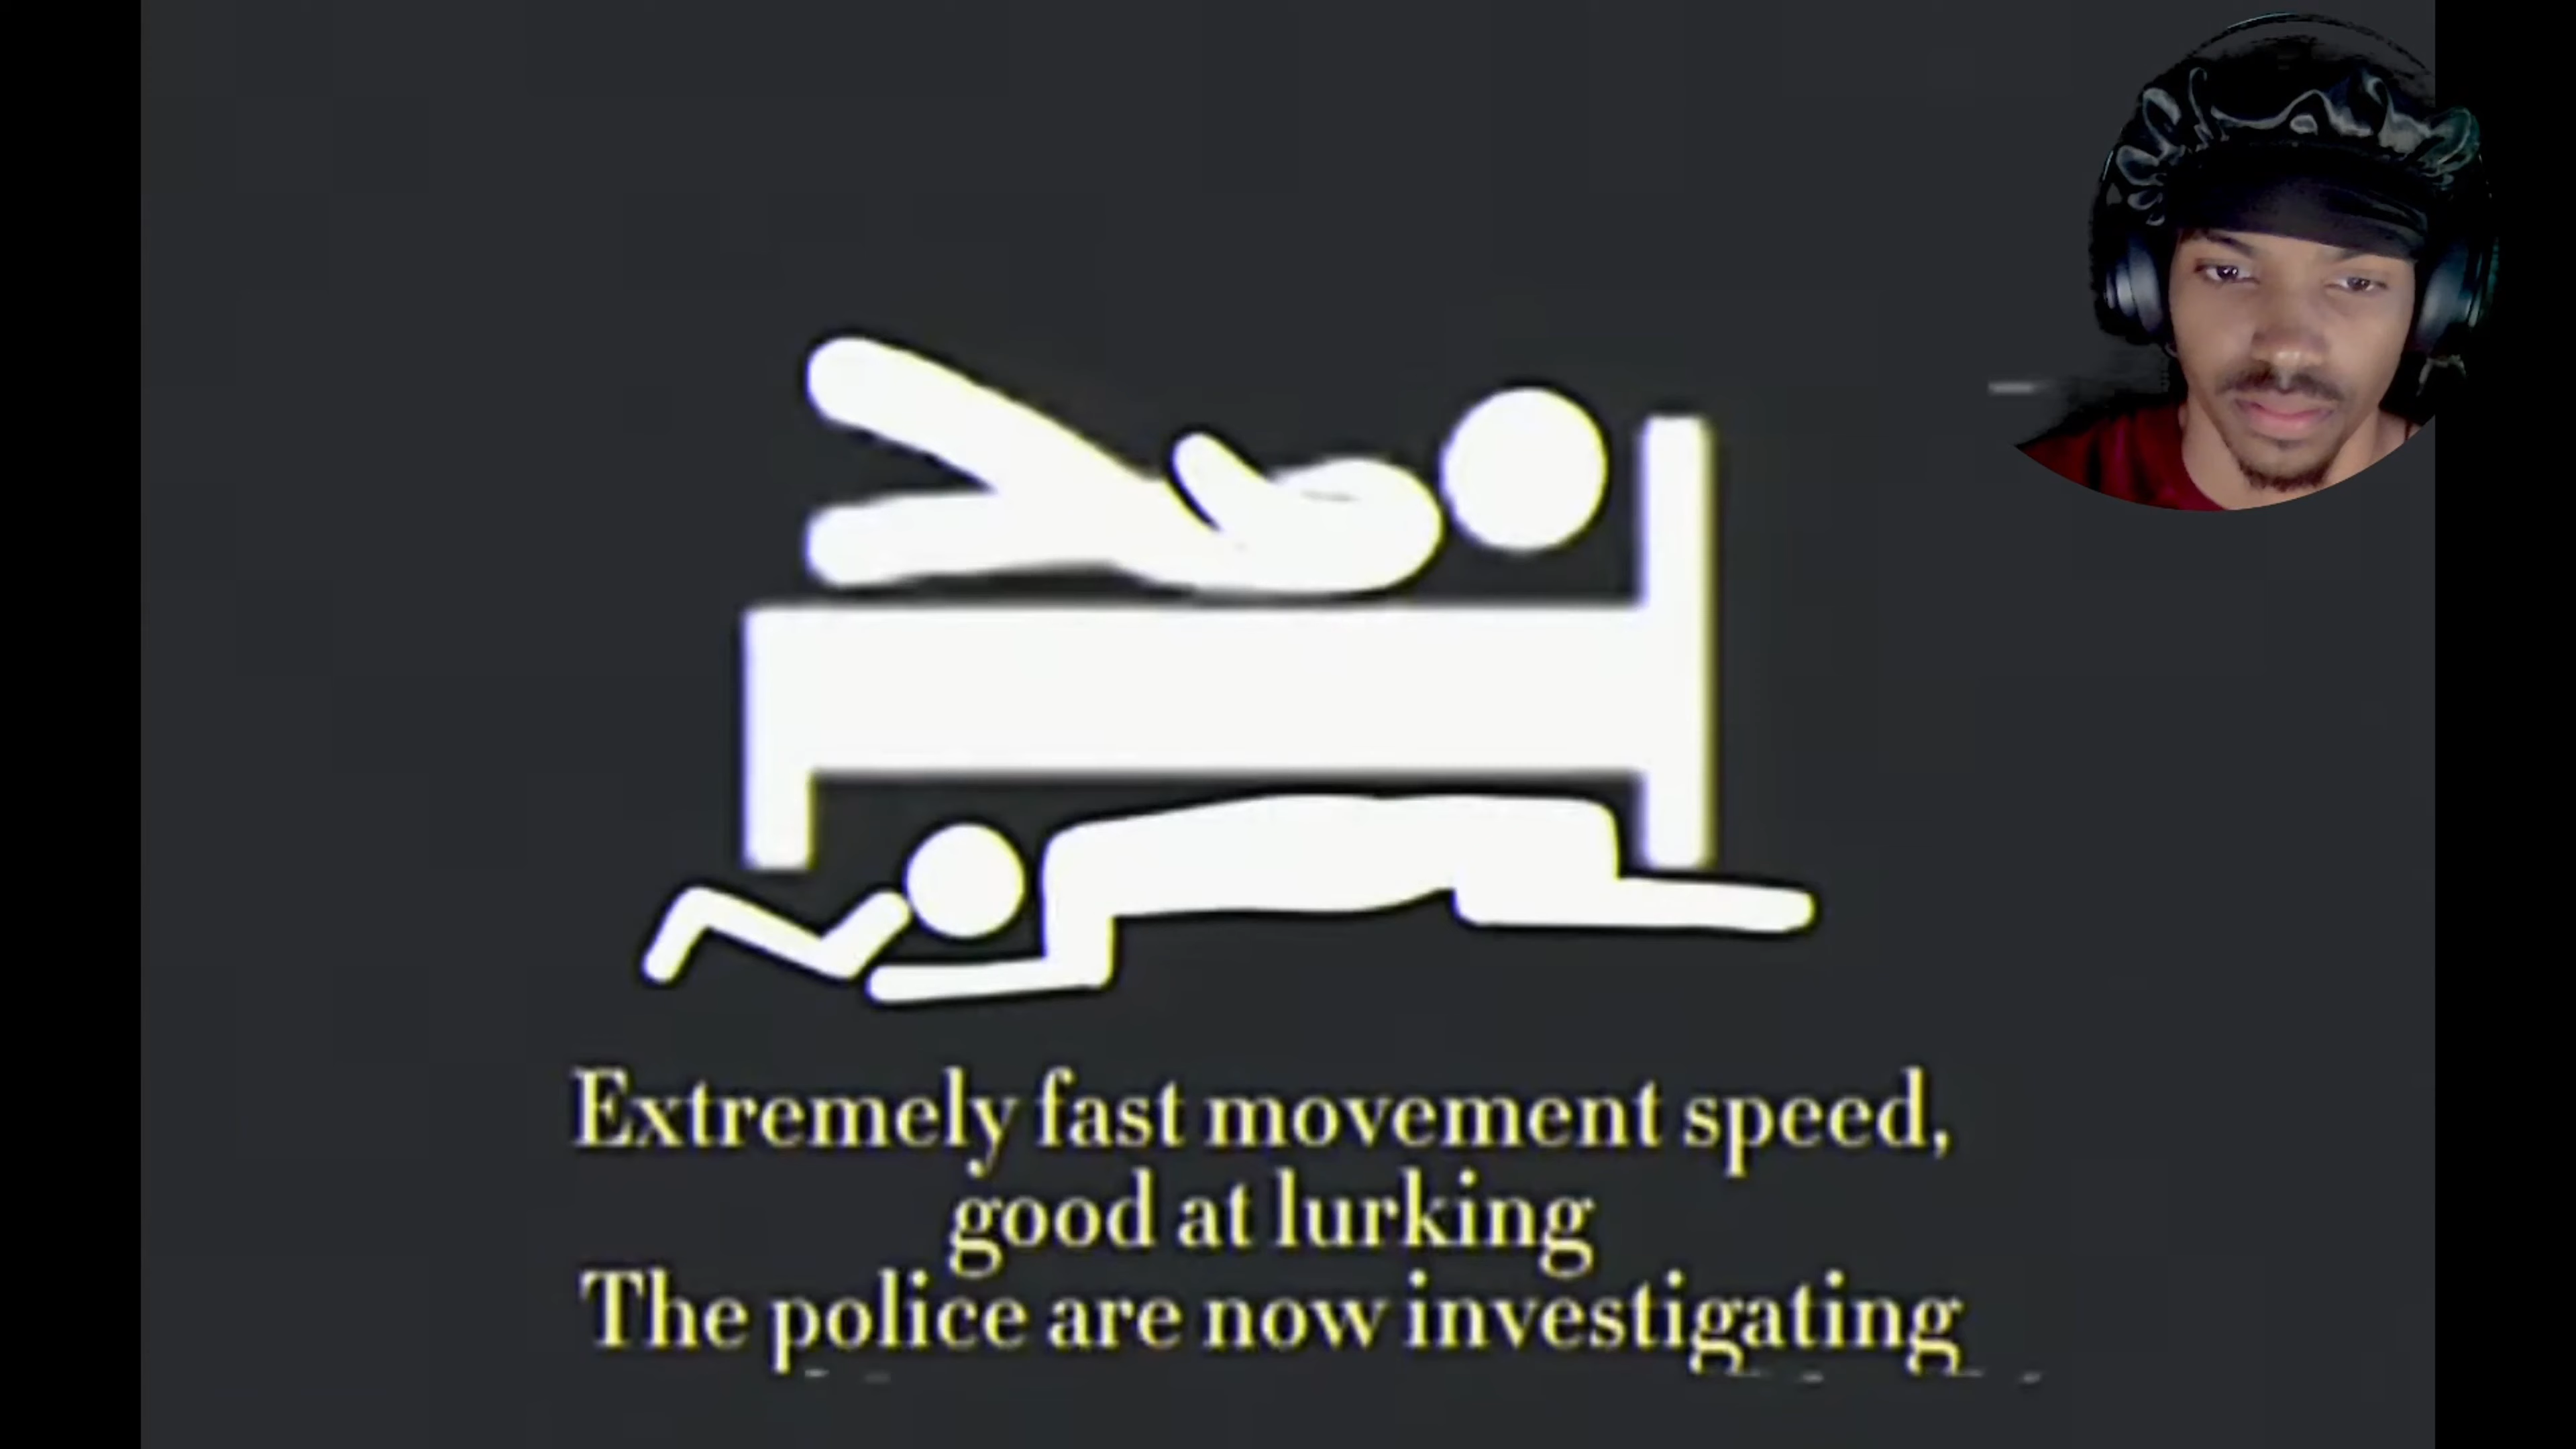 Extremely fast movement speed,
good at lurking
The police are now investigating